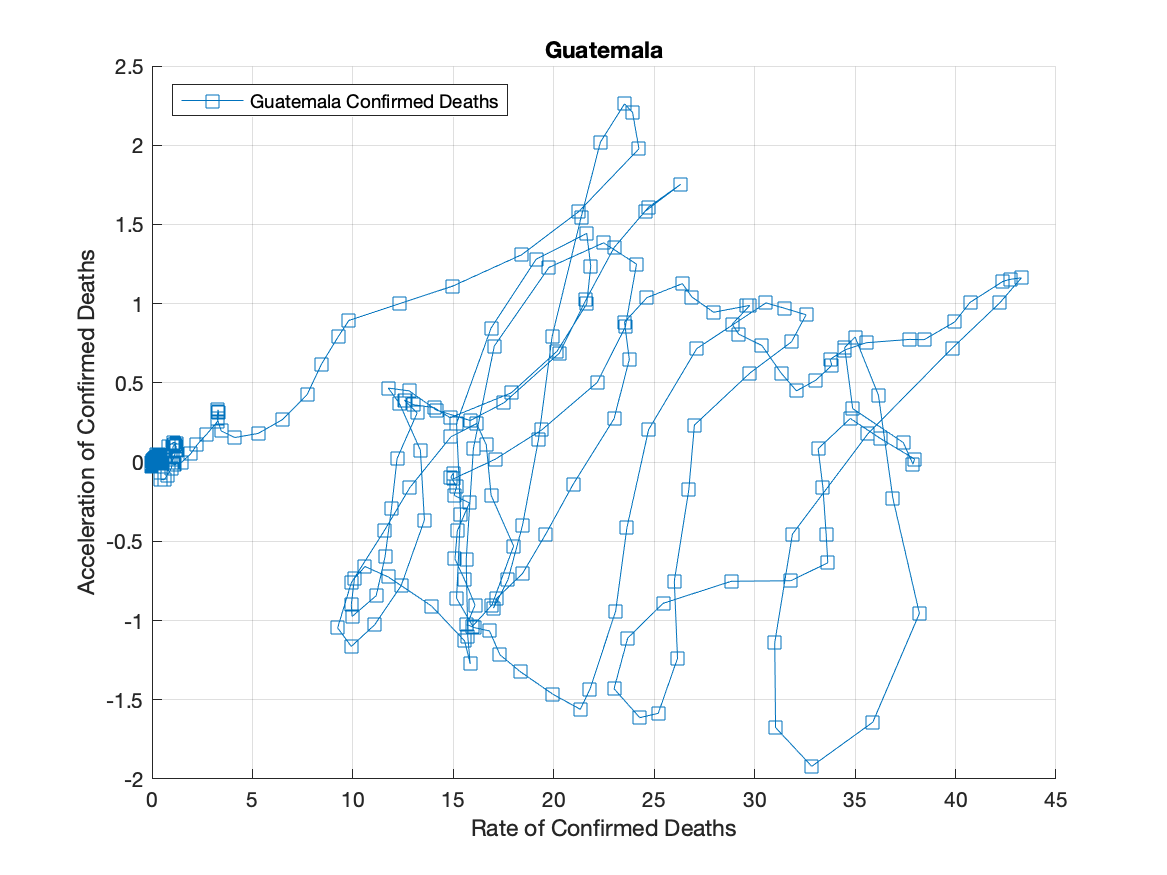 Guatemala
Guatemala Confirmed Deaths
2.5
2
1.5
1
0.5
0
-0.5
-1
-1.5
-2
Acceleration of Confirmed Deaths
0 5 10 15 20 25 30 35 40 45
Rate of Confirmed Deaths